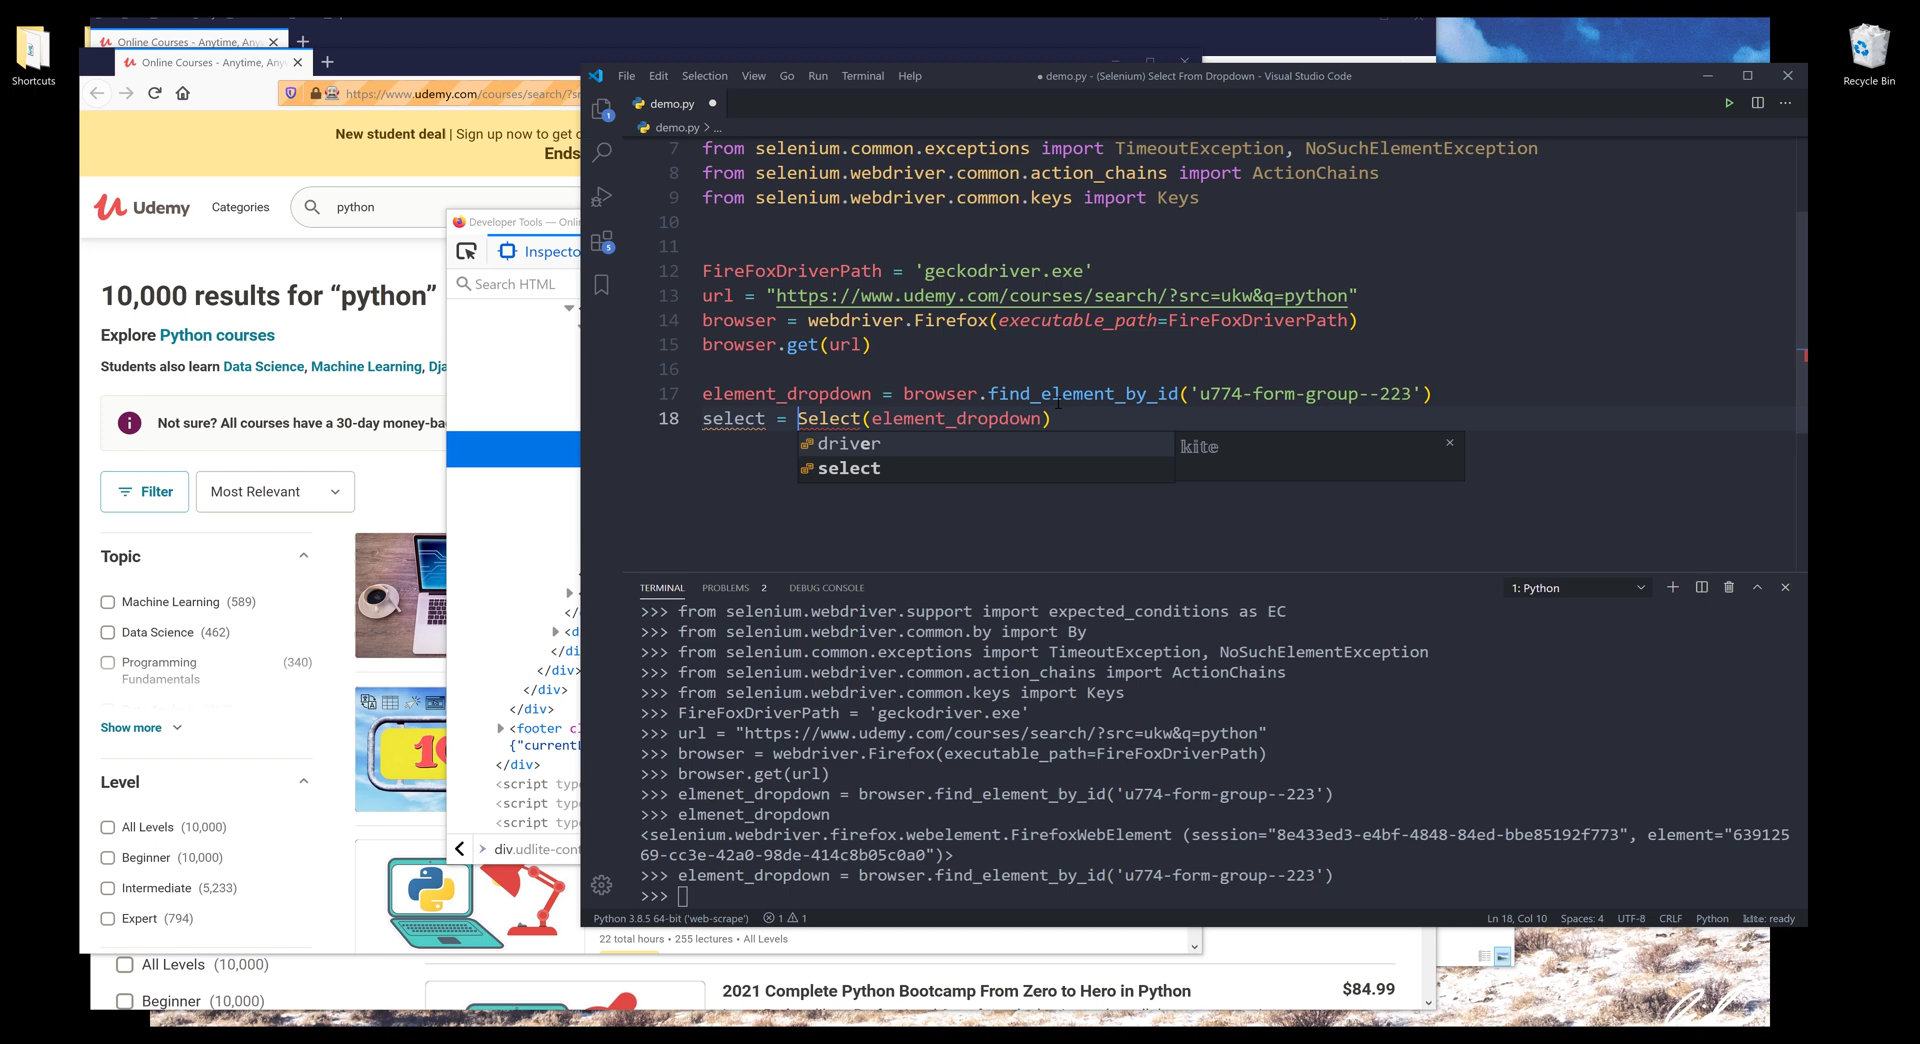 Shortcuts
Recycle Bin
Online Courses - Anytime, Any
Online Courses - Anytime, Any
https://www.udemy.com/courses/search/?s
New student deal | Sign up now to get
Ends
Udemy
Categories
python
10,000 results for “python”
Explore Python courses
Students also learn Data Science, Machine Learning, Dja
Not sure? All courses have a 30-day money-ba
Filter
Most Relevant
Topic
Machine Learning (589)
Data Science (462)
Programming Fundamentals (340)
Show more
Level
All Levels (10,000)
Beginner (10,000)
Intermediate (5,233)
Expert (794)
All Levels (10,000)
Beginner (10,000)
Developer Tools — Onli
Inspecto
Search HTML
</
<d
</di
</div>
</div>
</div>
<footer cl
{"currentL
</div>
<script type
<script type
<script type
div.udlite-cont
22 total hours • 255 lectures • All Levels
2021 Complete Python Bootcamp From Zero to Hero in Python
$84.99
File Edit Selection View Go Run Terminal Help
● demo.py - (Selenium) Select From Dropdown - Visual Studio Code
demo.py
demo.py > ...
1
5
7 from selenium.common.exceptions import TimeoutException, NoSuchElementException
8 from selenium.webdriver.common.action_chains import ActionChains
9 from selenium.webdriver.common.keys import Keys
10
11
12 FireFoxDriverPath = 'geckodriver.exe'
13 url = "https://www.udemy.com/courses/search/?src=ukw&q=python"
14 browser = webdriver.Firefox(executable_path=FireFoxDriverPath)
15 browser.get(url)
16
17 element_dropdown = browser.find_element_by_id('u774-form-group--223')
18 select = Select(element_dropdown)
driver
select
kite
TERMINAL PROBLEMS 2 DEBUG CONSOLE
1: Python
>>> from selenium.webdriver.support import expected_conditions as EC
>>> from selenium.webdriver.common.by import By
>>> from selenium.common.exceptions import TimeoutException, NoSuchElementException
>>> from selenium.webdriver.common.action_chains import ActionChains
>>> from selenium.webdriver.common.keys import Keys
>>> FireFoxDriverPath = 'geckodriver.exe'
>>> url = "https://www.udemy.com/courses/search/?src=ukw&q=python"
>>> browser = webdriver.Firefox(executable_path=FireFoxDriverPath)
>>> browser.get(url)
>>> elmenet_dropdown = browser.find_element_by_id('u774-form-group--223')
>>> elmenet_dropdown
<selenium.webdriver.firefox.webelement.FirefoxWebElement (session="8e433ed3-e4bf-4848-84ed-bbe85192f773", element="639125
69-cc3e-42a0-98de-414c8b05c0a0")>
>>> element_dropdown = browser.find_element_by_id('u774-form-group--223')
>>>
Python 3.8.5 64-bit ('web-scrape') 1 1
Ln 18, Col 10 Spaces: 4 UTF-8 CRLF Python kite: ready